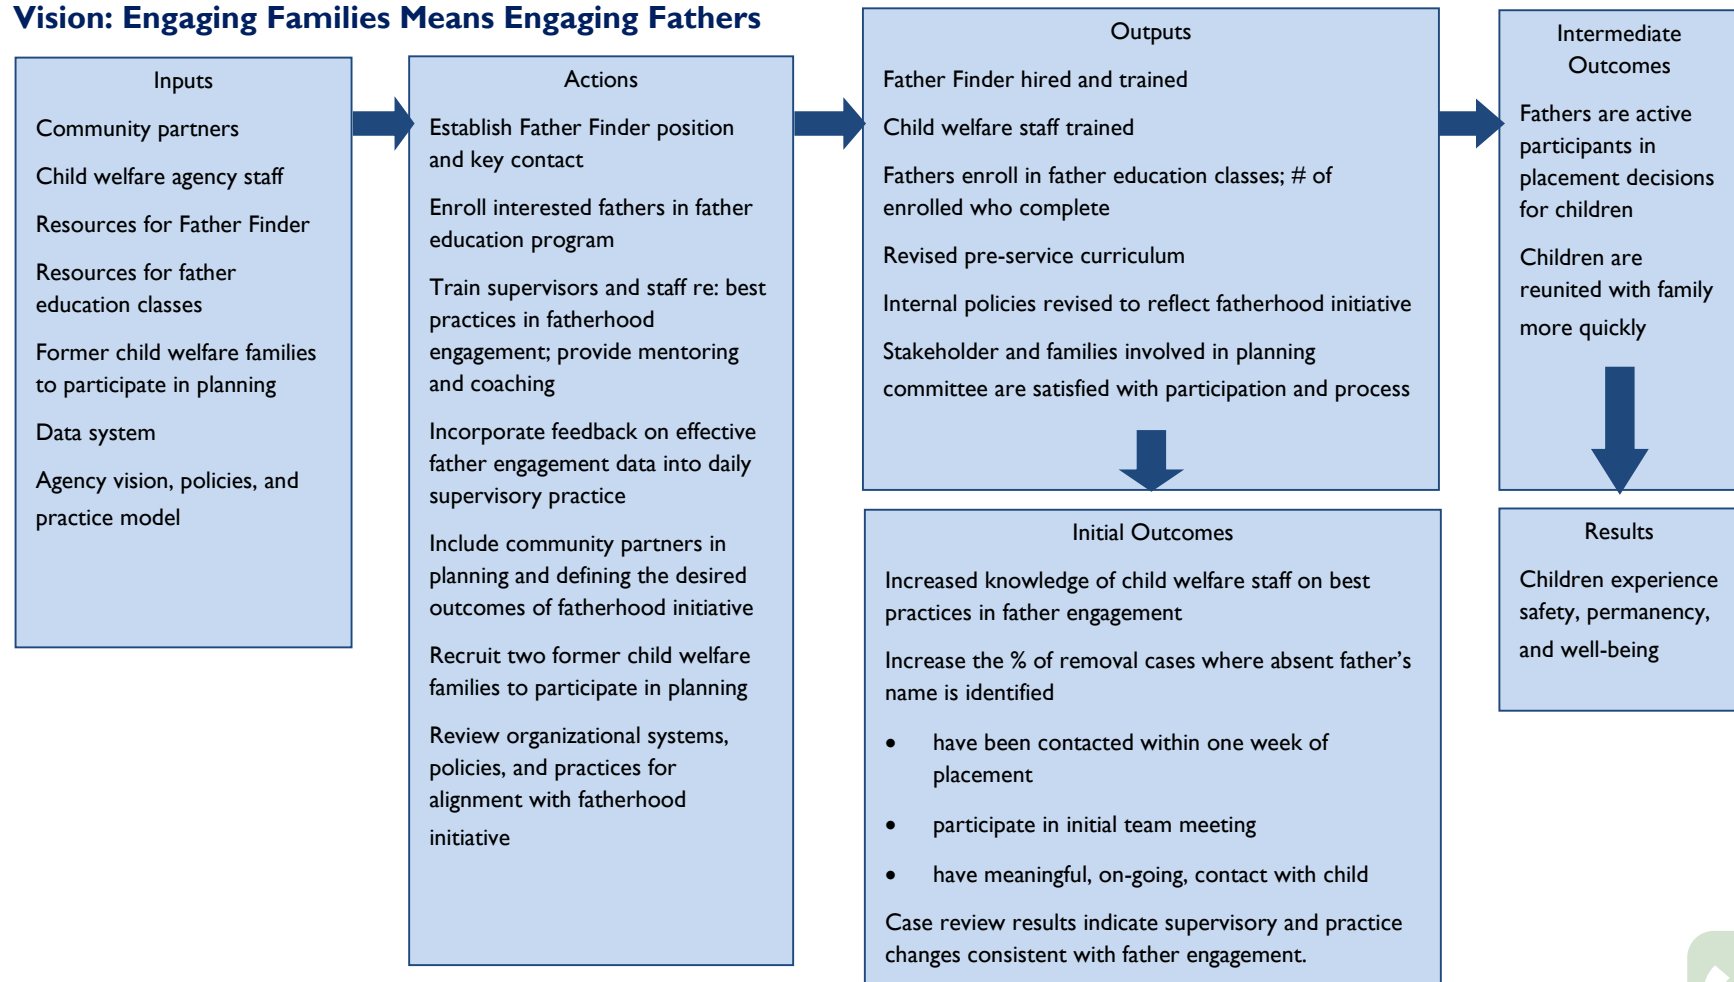 Vision: Engaging Families Means Engaging Fathers
Inputs
Community partners
Child welfare agency staff
Resources for Father Finder
Resources for father
education classes
Former child welfare families
to participate in planning
Data system
Agency vision, policies, and
practice model
Actions
Establish Father Finder position
and key contact
Enroll interested fathers in father
education program
Train supervisors and staff re: best
practices in fatherhood
engagement; provide mentoring
and coaching
Incorporate feedback on effective
father engagement data into daily
supervisory practice
Include community partners in
planning and defining the desired
outcomes of fatherhood initiative
Recruit two former child welfare
families to participate in planning
Review organizational systems,
policies, and practices for
alignment with fatherhood
initiative
Outputs
Father Finder hired and trained
Child welfare staff trained
Fathers enroll in father education classes; # of
enrolled who complete
Revised pre-service curriculum
Internal policies revised to reflect fatherhood initiative
Stakeholder and families involved in planning
committee are satisfied with participation and process
Initial Outcomes
Increased knowledge of child welfare staff on best
practices in father engagement
Increase the % of removal cases where absent father’s
name is identified
• have been contacted within one week of
placement
• participate in initial team meeting
• have meaningful, on-going, contact with child
Case review results indicate supervisory and practice
changes consistent with father engagement.
Intermediate
Outcomes
Fathers are active
participants in
placement decisions
for children
Children are
reunited with family
more quickly
Results
Children experience
safety, permanency,
and well-being